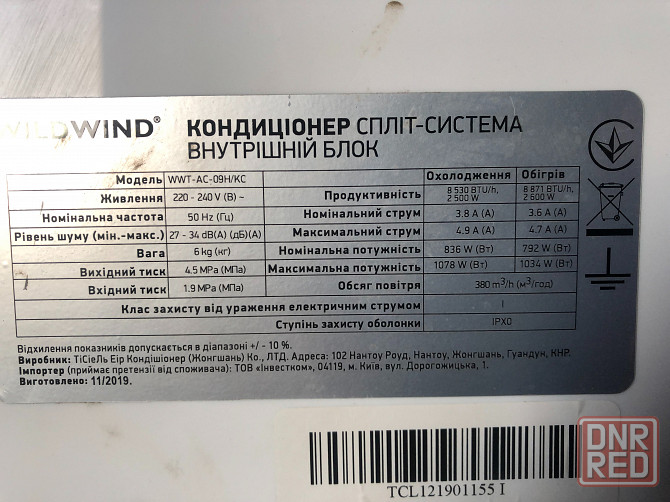 WILDWIND® КОНДИЦІОНЕР СПЛІТ-СИСТЕМА
ВНУТРІШНІЙ БЛОК
Модель WWT-AC-09H/KC
Живлення 220 - 240 V (В) ~
Номінальна частота 50 Hz (Гц)
Рівень шуму (мін.-макс.) 27 - 34 dB(A) (дБ)(А)
Вага 6 kg (кг)
Вихідний тиск 4.5 MPa (МПа)
Вхідний тиск 1.9 MPa (МПа)
Охолодження Обігрів
Продуктивність 8 530 BTU/h, 2 500 W 8 871 BTU/h, 2 600 W
Номінальний струм 3.8 A (А) 3.6 A (А)
Максимальний струм 4.9 A (А) 4.7 A (А)
Номінальна потужність 836 W (Вт) 792 W (Вт)
Максимальна потужність 1078 W (Вт) 1034 W (Вт)
Обсяг повітря 380 m³/h (м³/год)
Клас захисту від ураження електричним струмом I
Ступінь захисту оболонки IPX0
Відхилення показників допускається в діапазоні +/- 10 %.
Виробник: ТіСіеЛь Еір Кондішіонер (Жонгшань) Ко., ЛТД. Адреса: 102 Нантоу Роуд, Нантоу, Жонгшань, Гуандун, КНР.
Імпортер (приймає претензії від споживача): ТОВ «Інвестком», 04119, м. Київ, вул. Дорогожицька, 1.
Виготовлено: 11/2019.
TCL121901155 I
DNR
RED